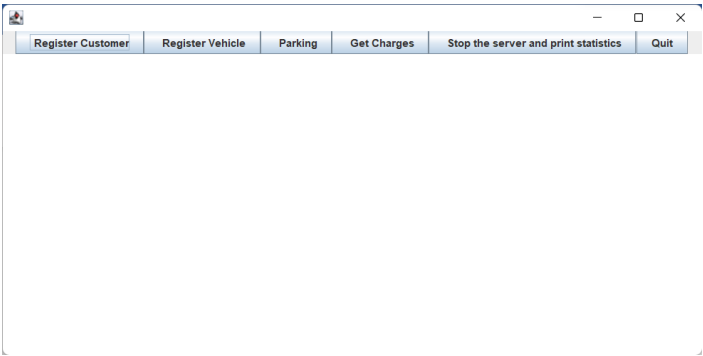 Register Customer Register Vehicle Parking Get Charges Stop the server and print statistics Quit